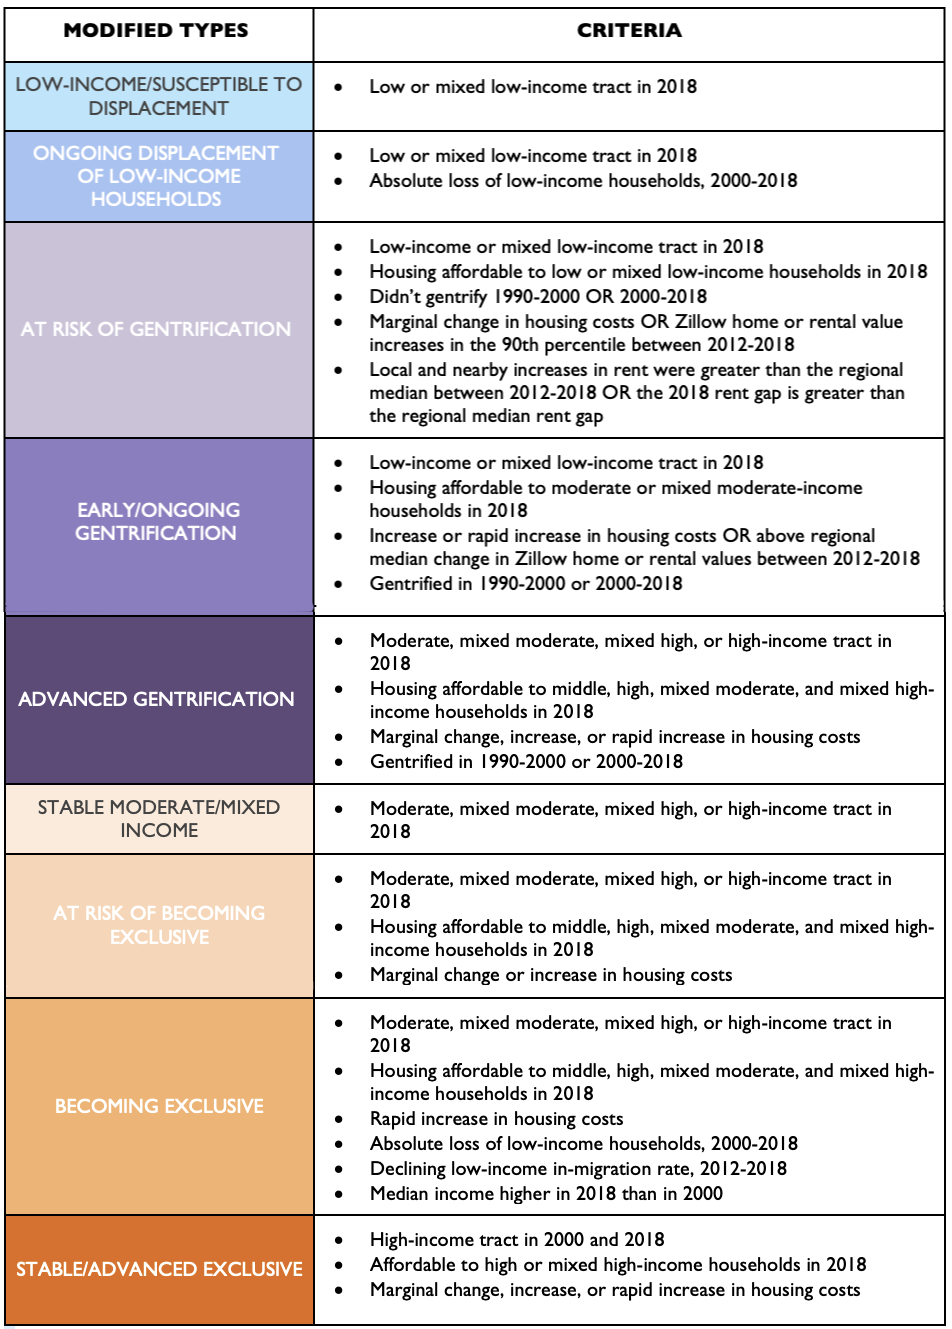 MODIFIED TYPES
CRITERIA
LOW-INCOME/SUSCEPTIBLE TO
DISPLACEMENT
• Low or mixed low-income tract in 2018
ONGOING DISPLACEMENT
OF LOW-INCOME
HOUSEHOLDS
• Low or mixed low-income tract in 2018
• Absolute loss of low-income households, 2000-2018
AT RISK OF GENTRIFICATION
• Low-income or mixed low-income tract in 2018
• Housing affordable to low or mixed low-income households in 2018
• Didn’t gentrify 1990-2000 OR 2000-2018
• Marginal change in housing costs OR Zillow home or rental value
increases in the 90th percentile between 2012-2018
• Local and nearby increases in rent were greater than the regional
median between 2012-2018 OR the 2018 rent gap is greater than
the regional median rent gap
EARLY/ONGOING
GENTRIFICATION
• Low-income or mixed low-income tract in 2018
• Housing affordable to moderate or mixed moderate-income
households in 2018
• Increase or rapid increase in housing costs OR above regional
median change in Zillow home or rental values between 2012-2018
• Gentrified in 1990-2000 or 2000-2018
ADVANCED GENTRIFICATION
• Moderate, mixed moderate, mixed high, or high-income tract in
2018
• Housing affordable to middle, high, mixed moderate, and mixed high-
income households in 2018
• Marginal change, increase, or rapid increase in housing costs
• Gentrified in 1990-2000 or 2000-2018
STABLE MODERATE/MIXED
INCOME
• Moderate, mixed moderate, mixed high, or high-income tract in
2018
AT RISK OF BECOMING
EXCLUSIVE
• Moderate, mixed moderate, mixed high, or high-income tract in
2018
• Housing affordable to middle, high, mixed moderate, and mixed high-
income households in 2018
• Marginal change or increase in housing costs
BECOMING EXCLUSIVE
• Moderate, mixed moderate, mixed high, or high-income tract in
2018
• Housing affordable to middle, high, mixed moderate, and mixed high-
income households in 2018
• Rapid increase in housing costs
• Absolute loss of low-income households, 2000-2018
• Declining low-income in-migration rate, 2012-2018
• Median income higher in 2018 than in 2000
STABLE/ADVANCED EXCLUSIVE
• High-income tract in 2000 and 2018
• Affordable to high or mixed high-income households in 2018
• Marginal change, increase, or rapid increase in housing costs